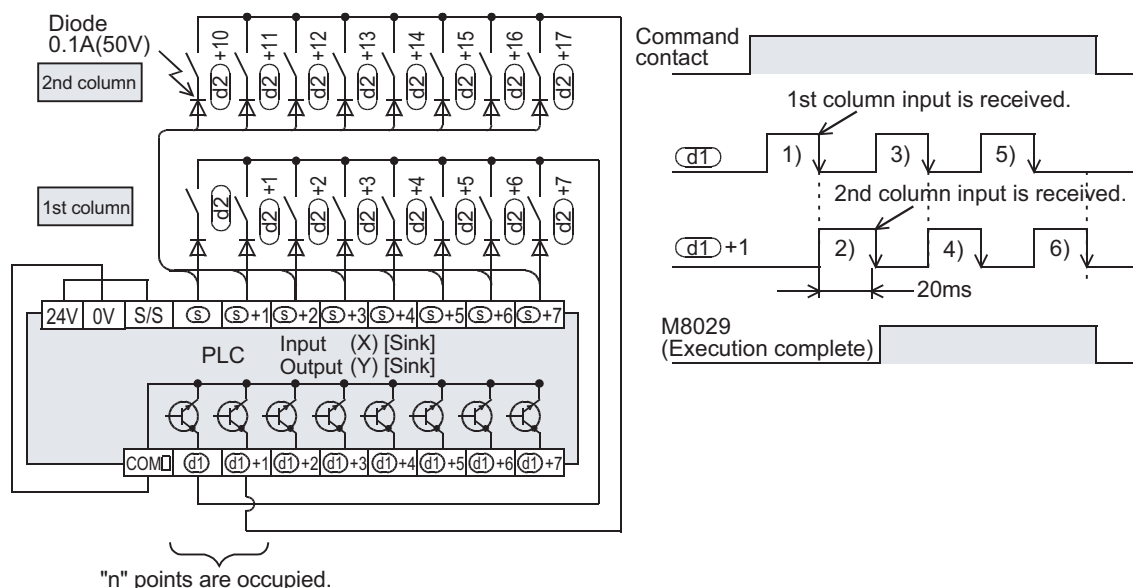 Diode
0.1A(50V)
2nd column
d2 +10
d2 +11
d2 +12
d2 +13
d2 +14
d2 +15
d2 +16
d2 +17
1st column
d2
d2 +1
d2 +2
d2 +3
d2 +4
d2 +5
d2 +6
d2 +7
24V 0V S/S S S+1 S+2 S+3 S+4 S+5 S+6 S+7
PLC
Input (X) [Sink]
Output (Y) [Sink]
COM□ d1 d1+1 d1+2 d1+3 d1+4 d1+5 d1+6 d1+7
"n" points are occupied.
Command
contact
1st column input is received.
d1 1) 3) 5)
2nd column input is received.
d1 +1 2) 4) 6)
20ms
M8029
(Execution complete)